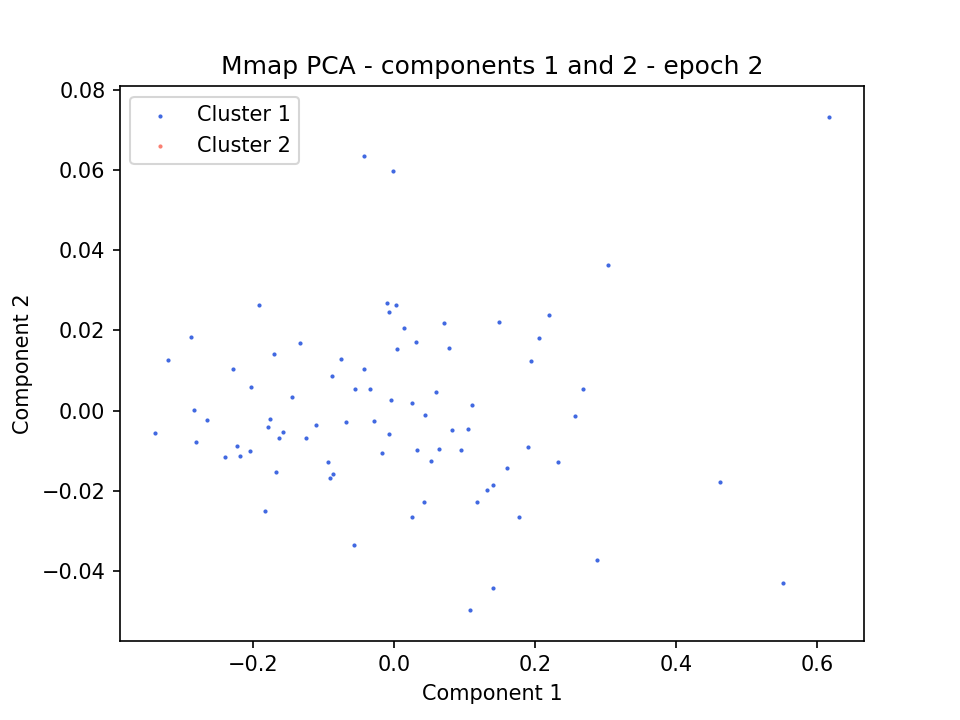 Mmap PCA - components 1 and 2 - epoch 2
Cluster 1
Cluster 2
0.08
0.06
0.04
0.02
0.00
−0.02
−0.04
Component 2
−0.2
0.0
0.2
0.4
0.6
Component 1